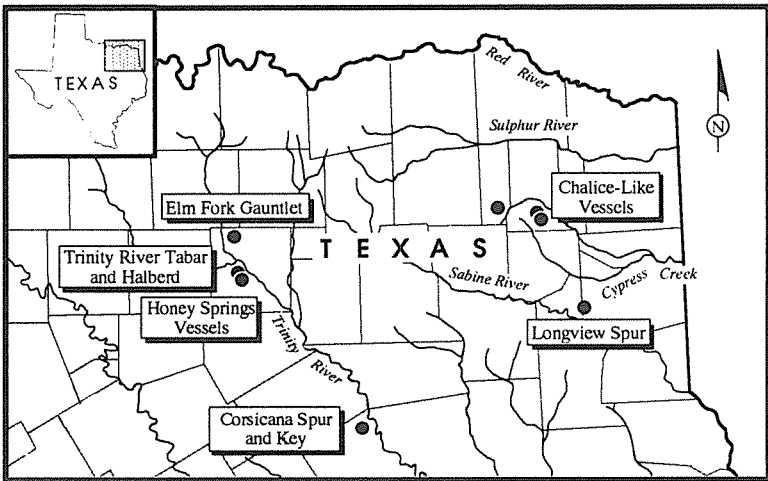 TEXAS
Red River
Sulphur River
N
Elm Fork Gauntlet
Chalice-Like
Vessels
TEXAS
Trinity River Tabar
and Halberd
Sabine River
Cypress Creek
Honey Springs
Vessels
Trinity
River
Longview Spur
Corsicana Spur
and Key